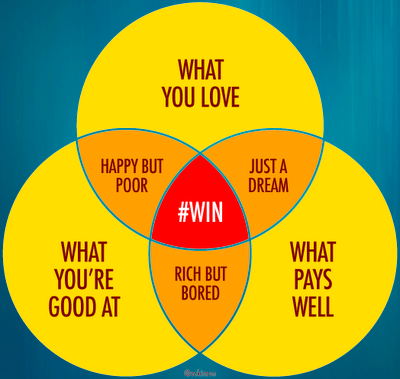 WHAT
YOU LOVE
HAPPY BUT
POOR
JUST A
DREAM
#WIN
WHAT
YOU'RE
GOOD AT
RICH BUT
BORED
WHAT
PAYS
WELL